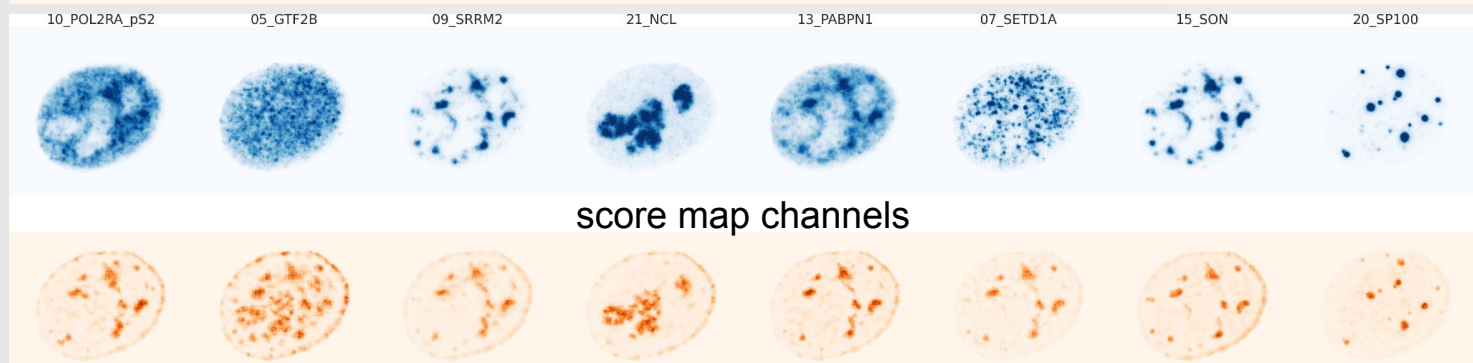 10_POL2RA_pS2 05_GTF2B 09_SRRM2 21_NCL 13_PABPN1 07_SETD1A 15_SON 20_SP100
score map channels